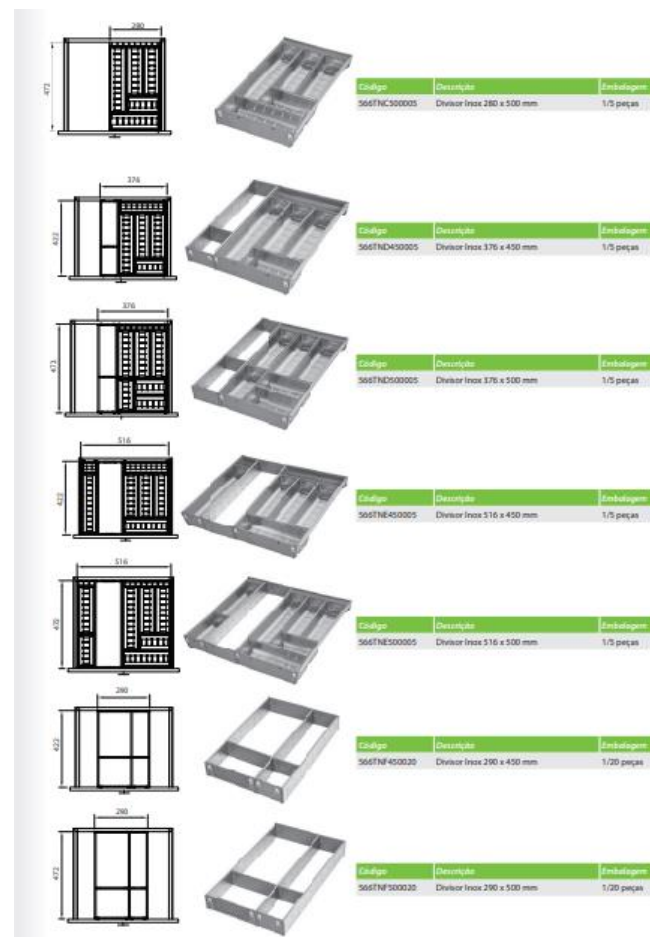 280
472
Código Descrição Embalagem
566TNC500005 Divisor Inox 280 x 500 mm 1/5 peças
376
422
Código Descrição Embalagem
566TND450005 Divisor Inox 376 x 450 mm 1/5 peças
376
472
Código Descrição Embalagem
566TND500005 Divisor Inox 376 x 500 mm 1/5 peças
516
422
Código Descrição Embalagem
566TNE450005 Divisor Inox 516 x 450 mm 1/5 peças
516
472
Código Descrição Embalagem
566TNE500005 Divisor Inox 516 x 500 mm 1/5 peças
290
422
Código Descrição Embalagem
566TNF450020 Divisor Inox 290 x 450 mm 1/20 peças
290
472
Código Descrição Embalagem
566TNF500020 Divisor Inox 290 x 500 mm 1/20 peças